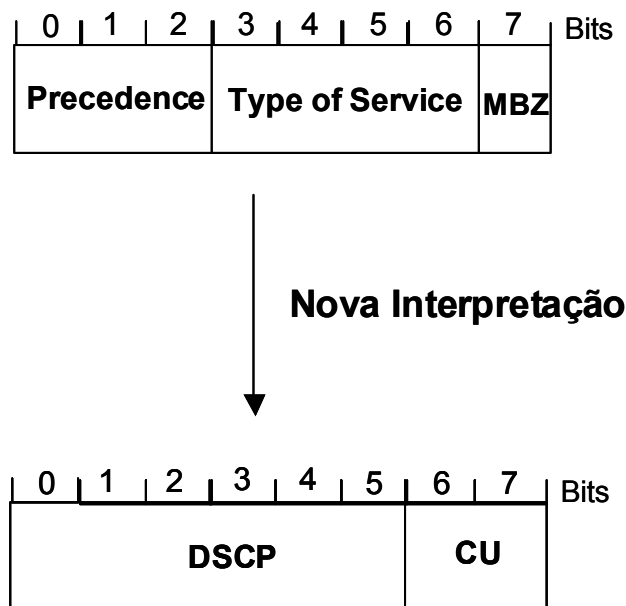 0 1 2 3 4 5 6 7 Bits
Precedence Type of Service MBZ
Nova Interpretação
0 1 2 3 4 5 6 7 Bits
DSCP CU